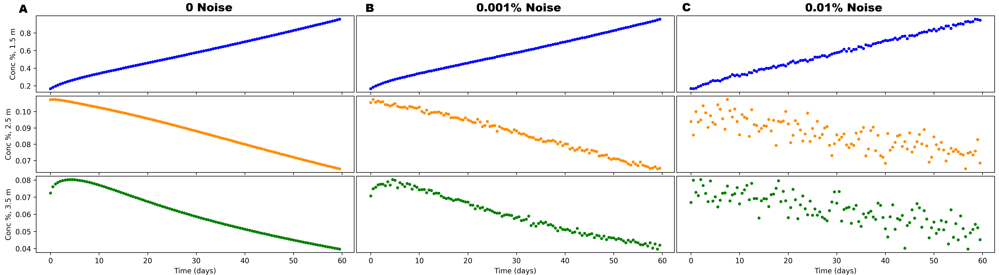 A 0 Noise B 0.001% Noise C 0.01% Noise
Conc %, 1.5 m
0.8
0.6
0.4
0.2
Conc %, 2.5 m
0.10
0.09
0.08
0.07
Conc %, 3.5 m
0.08
0.07
0.06
0.05
0.04
0 10 20 30 40 50 60 0 10 20 30 40 50 60 0 10 20 30 40 50 60
Time (days) Time (days) Time (days)